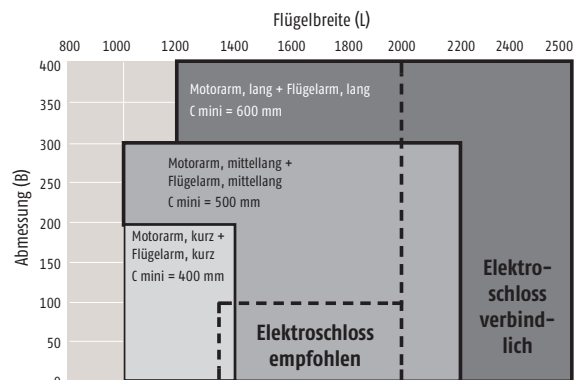 Flügelbreite (L)
800 1000 1200 1400 1600 1800 2000 2200 2400 2500
Abmessung (B)
400
350
300
250
200
150
100
50
0
Motorarm, lang + Flügelarm, lang
C mini = 600 mm
Motorarm, mittellang +
Flügelarm, mittellang
C mini = 500 mm
Motorarm, kurz +
Flügelarm, kurz
C mini = 400 mm
Elektroschloss
empfohlen
Elektro-
schloss
verbind-
lich